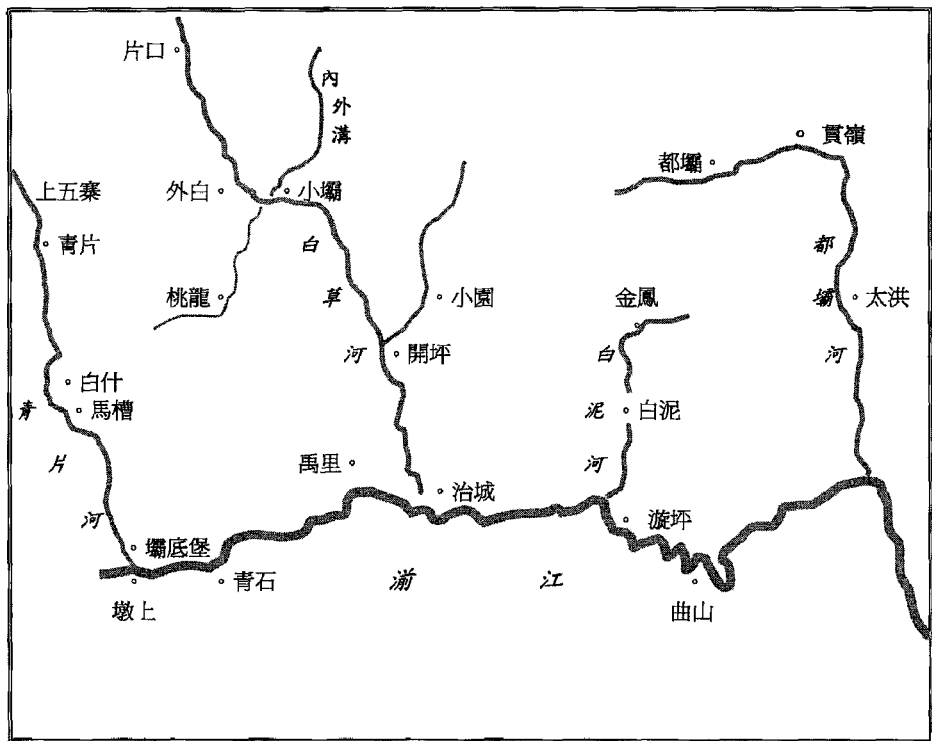 片口
內外溝
貫嶺
都壩
上五寨
外白
小壩
青片
白草河
都壩河
桃龍
小園
金鳳
太洪
開坪
白泥河
白什
馬槽
白泥
青片河
禹里
治城
漩坪
壩底堡
青石
湔江
墩上
曲山